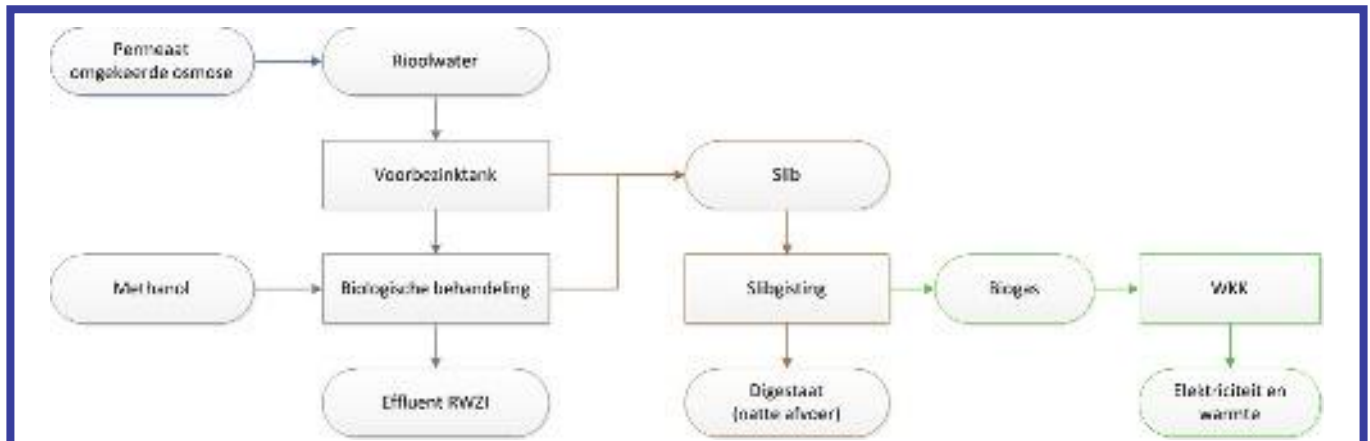 Permeaat
omgekeerde osmose
Rioolwater
Voorbezinktank
Slib
Methanol
Biologische behandeling
Slibgisting
Biogas
WKK
Effluent RWZI
Digestaat
(natte afvoer)
Elektriciteit en
warmte